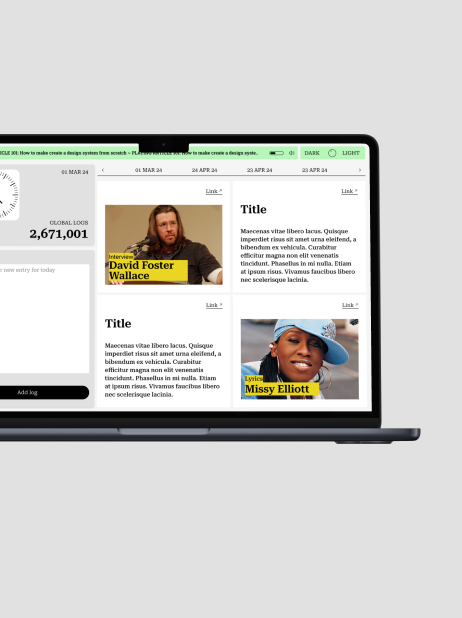 ICLE 101: How to make create a design system from scratch – PLAYING ARTICLE 101: How to make create a design syste.
DARK LIGHT
01 MAR 24
GLOBAL LOGS
2,671,001
r new entry for today
Add log
‹ 01 MAR 24 24 APR 24 23 APR 24 23 APR 24 ›
Link ↗
Interview
David Foster
Wallace
Link ↗
Title
Maecenas vitae libero lacus. Quisque
imperdiet risus sit amet urna eleifend, a
bibendum ex vehicula. Curabitur
efficitur magna non elit venenatis
tincidunt. Phasellus in mi nulla. Etiam
at ipsum risus. Vivamus faucibus libero
nec scelerisque lacinia.
Link ↗
Title
Maecenas vitae libero lacus. Quisque
imperdiet risus sit amet urna eleifend, a
bibendum ex vehicula. Curabitur
efficitur magna non elit venenatis
tincidunt. Phasellus in mi nulla. Etiam
at ipsum risus. Vivamus faucibus libero
nec scelerisque lacinia.
Link ↗
Lyrics
Missy Elliott